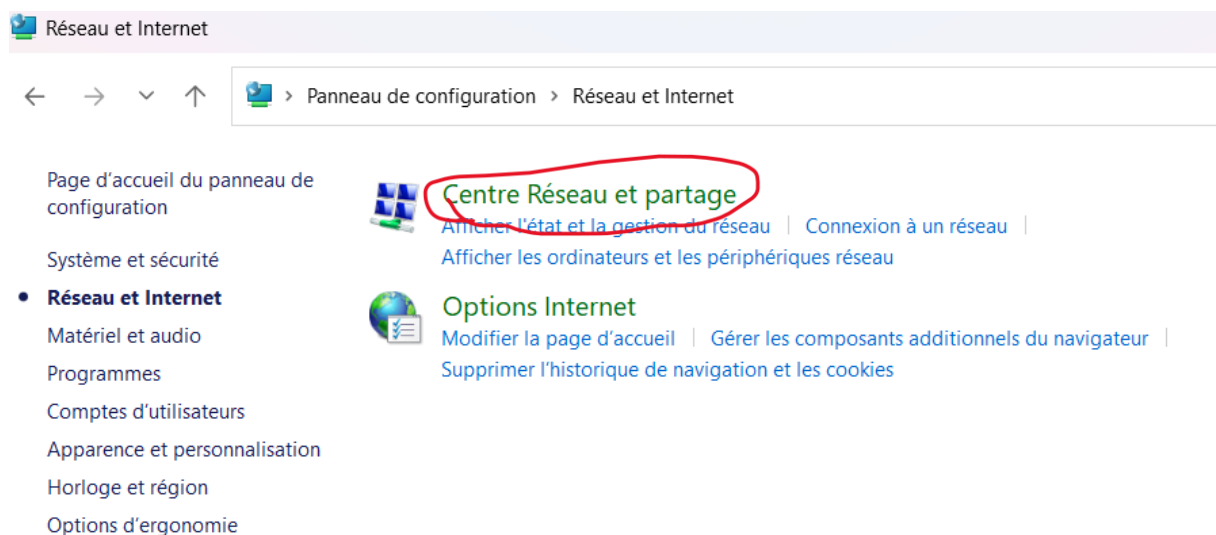 Réseau et Internet
Panneau de configuration > Réseau et Internet
Page d'accueil du panneau de
configuration
Système et sécurité
Réseau et Internet
Matériel et audio
Programmes
Comptes d'utilisateurs
Apparence et personnalisation
Horloge et région
Options d'ergonomie
Centre Réseau et partage
Afficher l'état et la gestion du réseau | Connexion à un réseau |
Afficher les ordinateurs et les périphériques réseau
Options Internet
Modifier la page d'accueil | Gérer les composants additionnels du navigateur |
Supprimer l'historique de navigation et les cookies